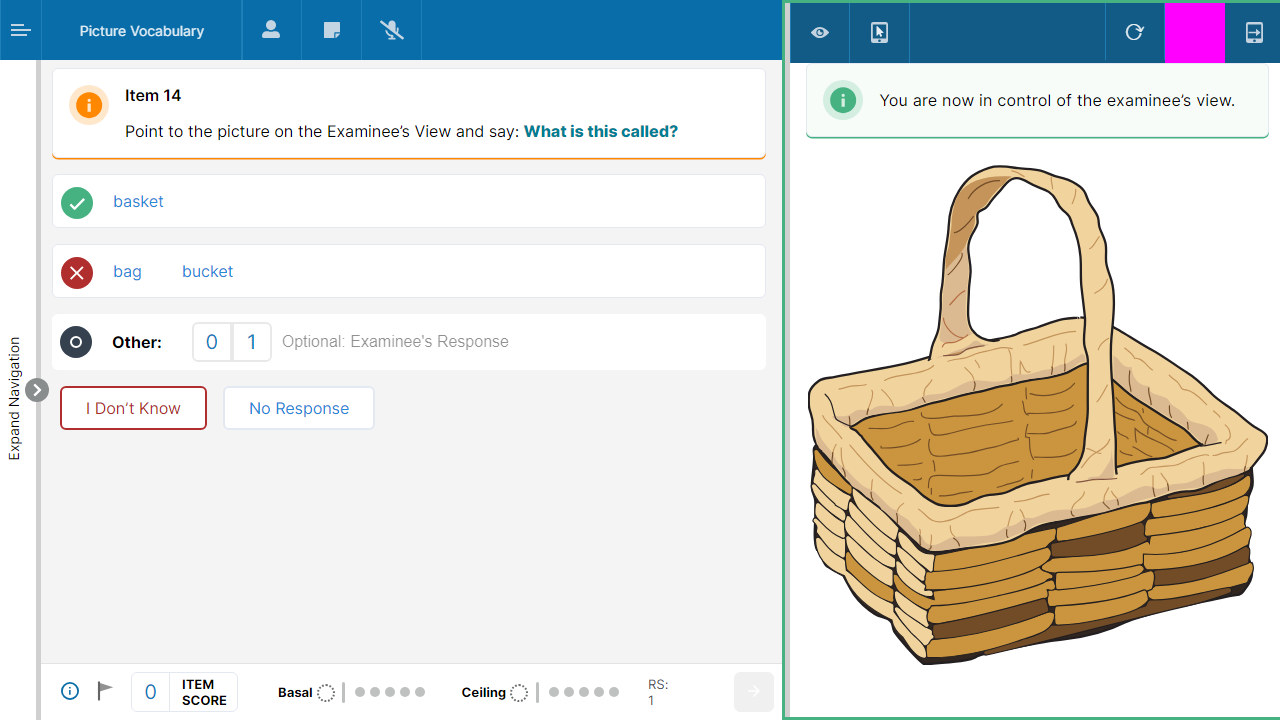 Picture Vocabulary
Item 14
Point to the picture on the Examinee’s View and say: What is this called?
basket
bag bucket
Other: 0 1 Optional: Examinee's Response
I Don’t Know No Response
Expand Navigation
0 ITEM SCORE
Basal
Ceiling
RS:
1
You are now in control of the examinee’s view.